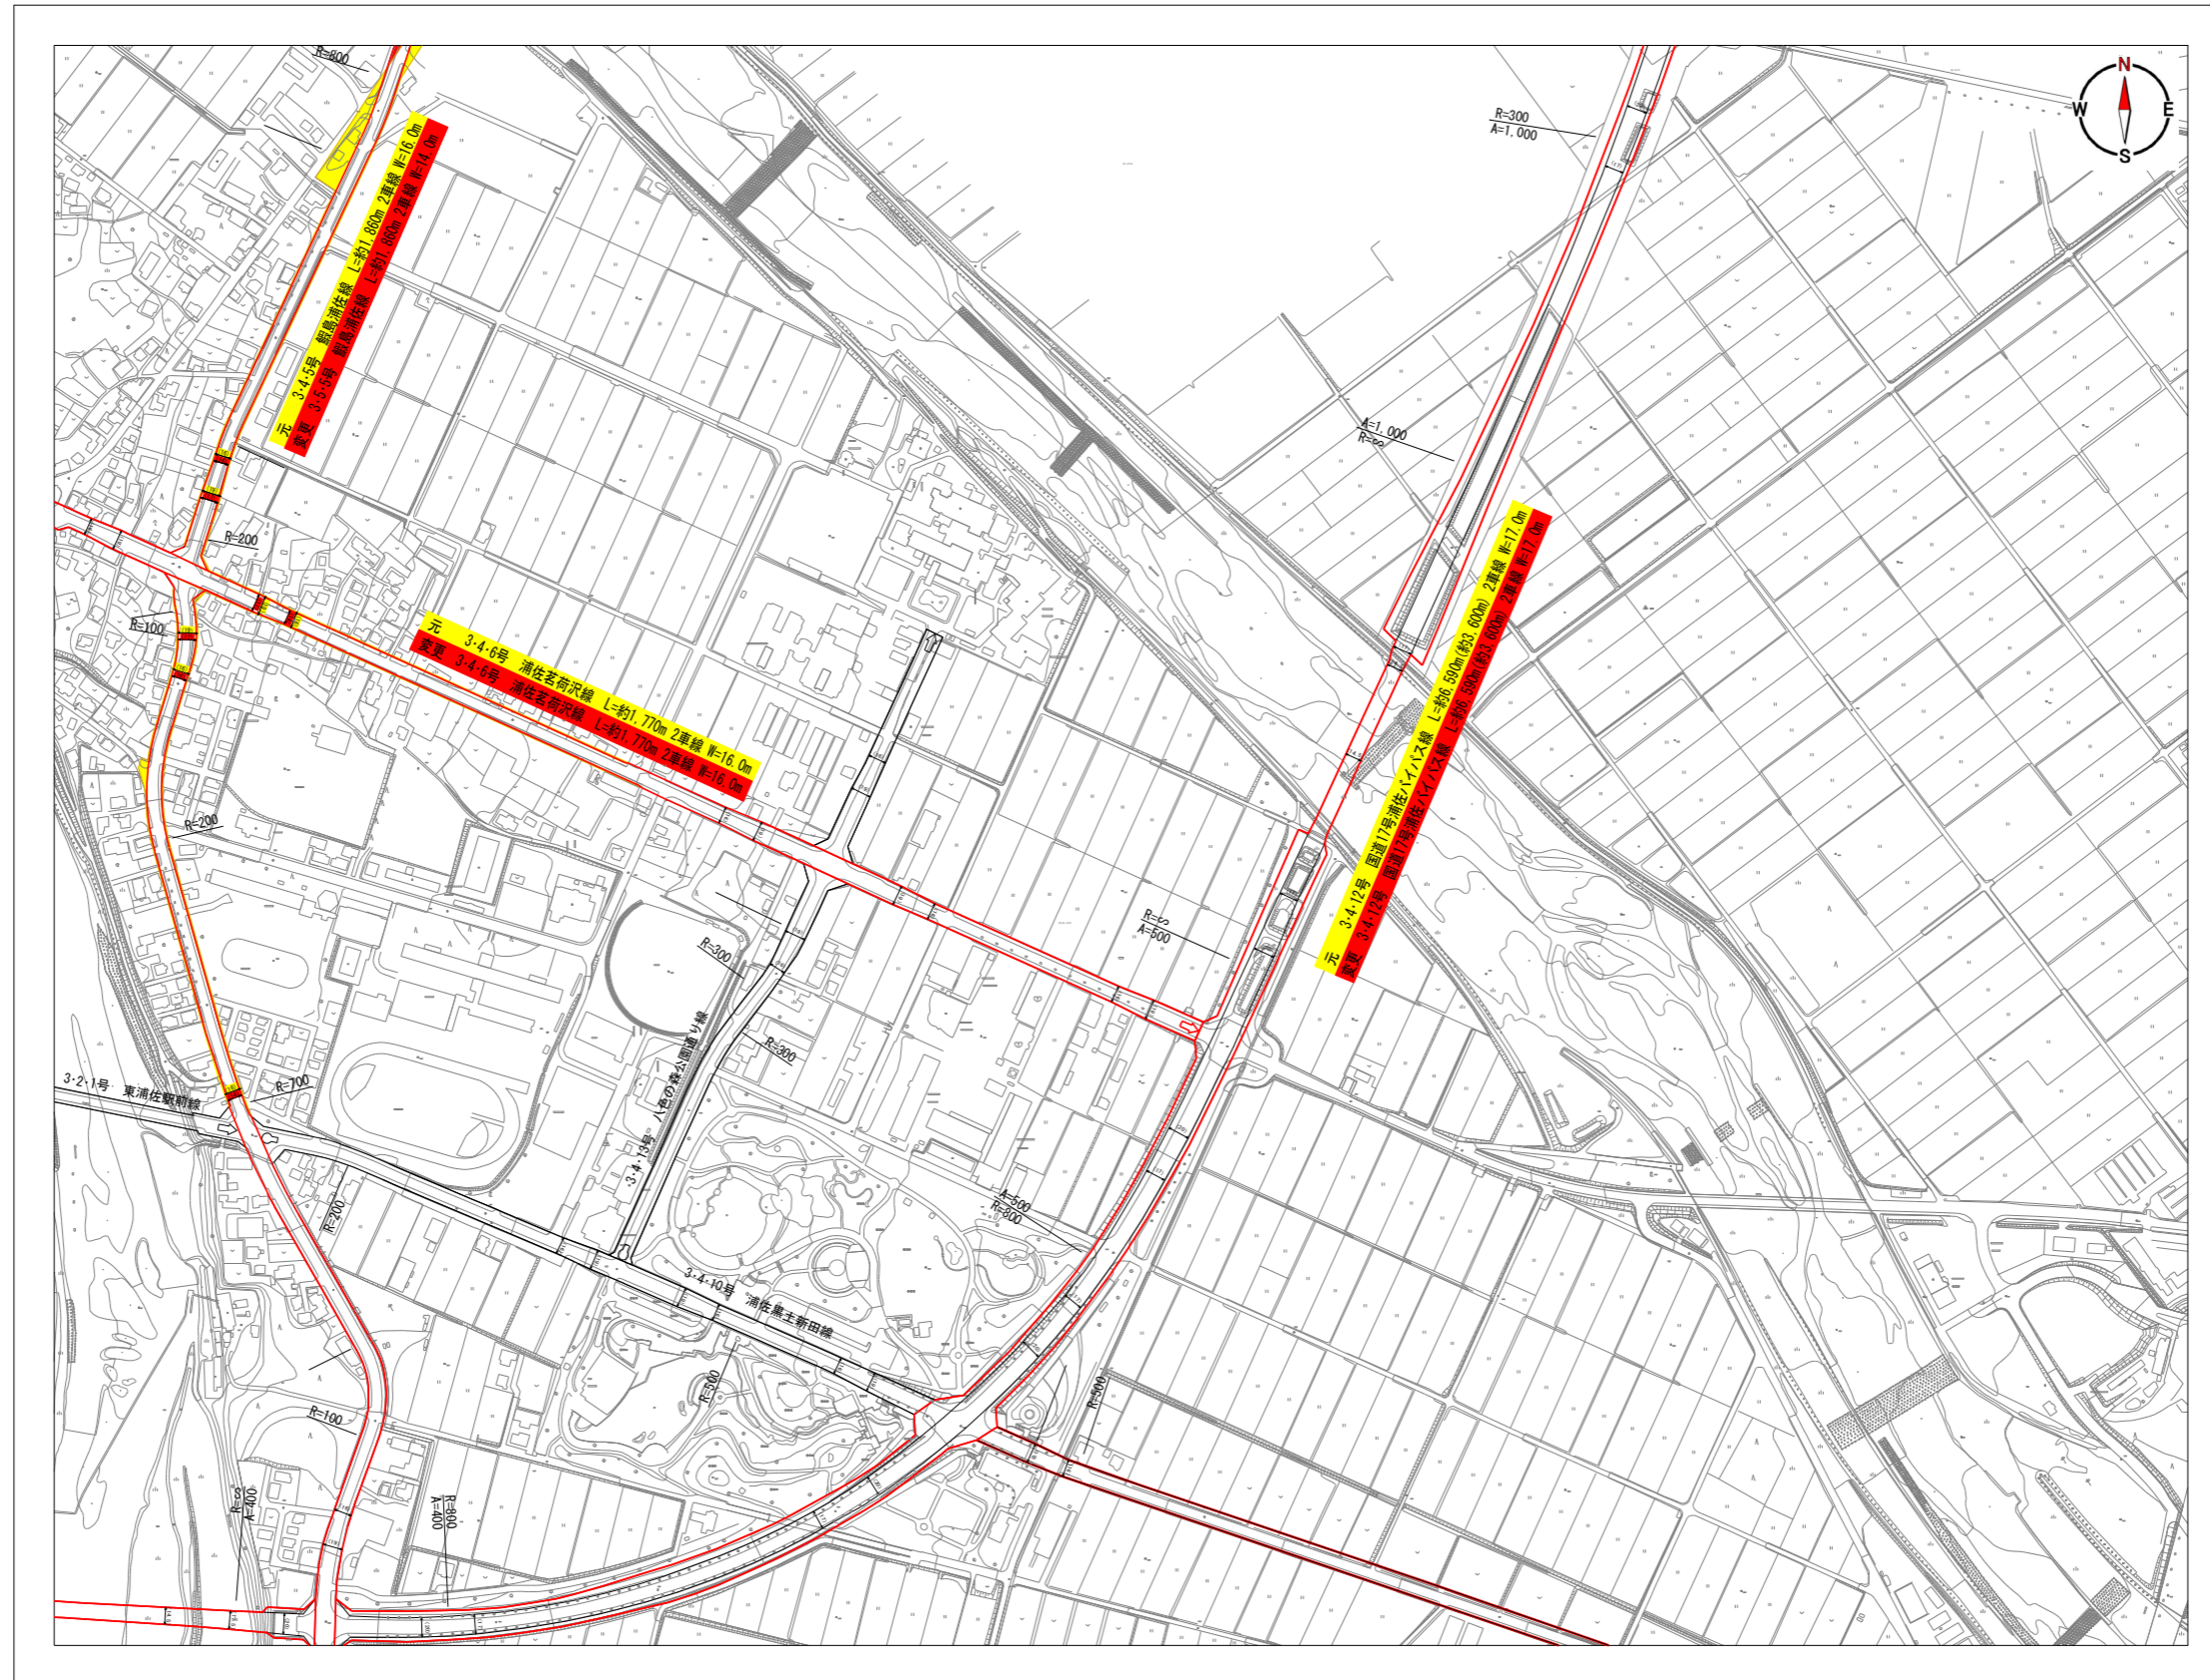 R=800
N
W
E
S
R=300
A=1,000
元 3・4・5号 鰕島浦佐線 L=約1,860m 2車線 W=16.0m
変更 3・5・5号 鰕島浦佐線 L=約1,860m 2車線 W=14.0m
A=1,000
R=∞
R=200
R=100
元 3・4・6号 浦佐茗荷沢線 L=約1,770m 2車線 W=16.0m
変更 3・4・6号 浦佐茗荷沢線 L=約1,770m 2車線 W=16.0m
元 3・4・12号 国道17号浦佐バイパス線 L=約6,590m(約3,600m) 2車線 W=17.0m
変更 3・4・12号 国道17号浦佐バイパス線 L=約6,590m(約3,600m) 2車線 W=17.0m
R=200
R=∞
A=500
R=300
R=300
3・4・13号 八色の森公園通り線
R=700
3・2・1号 東浦佐駅前線
R=200
A=500
R=800
3・4・10号 浦佐黒土新田線
R=500
R=500
R=100
R=∞
A=400
R=800
A=400